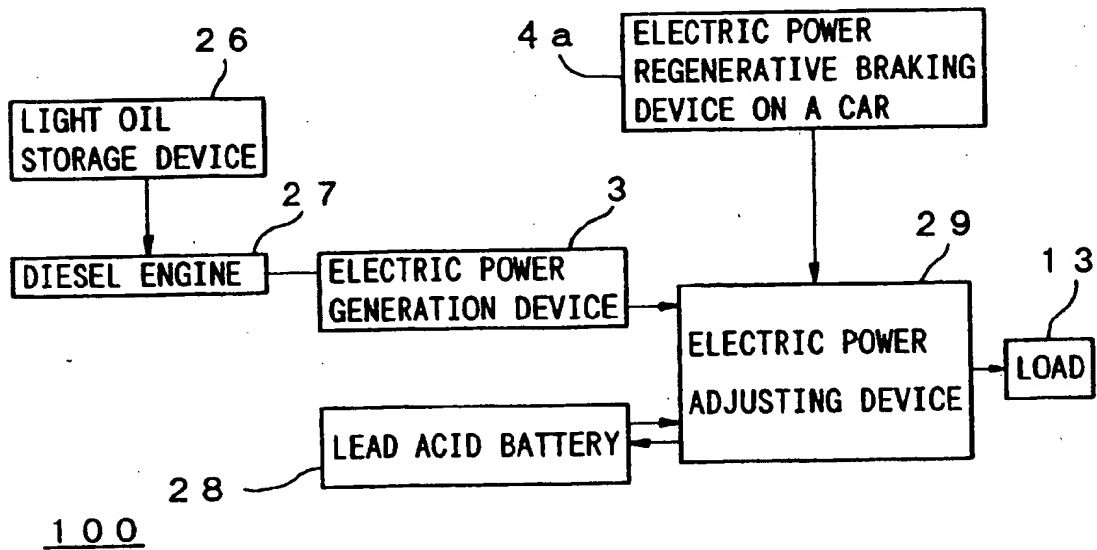 26
4a
ELECTRIC POWER
REGENERATIVE BRAKING
DEVICE ON A CAR
LIGHT OIL
STORAGE DEVICE
27
3
29
13
DIESEL ENGINE
ELECTRIC POWER
GENERATION DEVICE
ELECTRIC POWER
ADJUSTING DEVICE
LOAD
LEAD ACID BATTERY
28
100